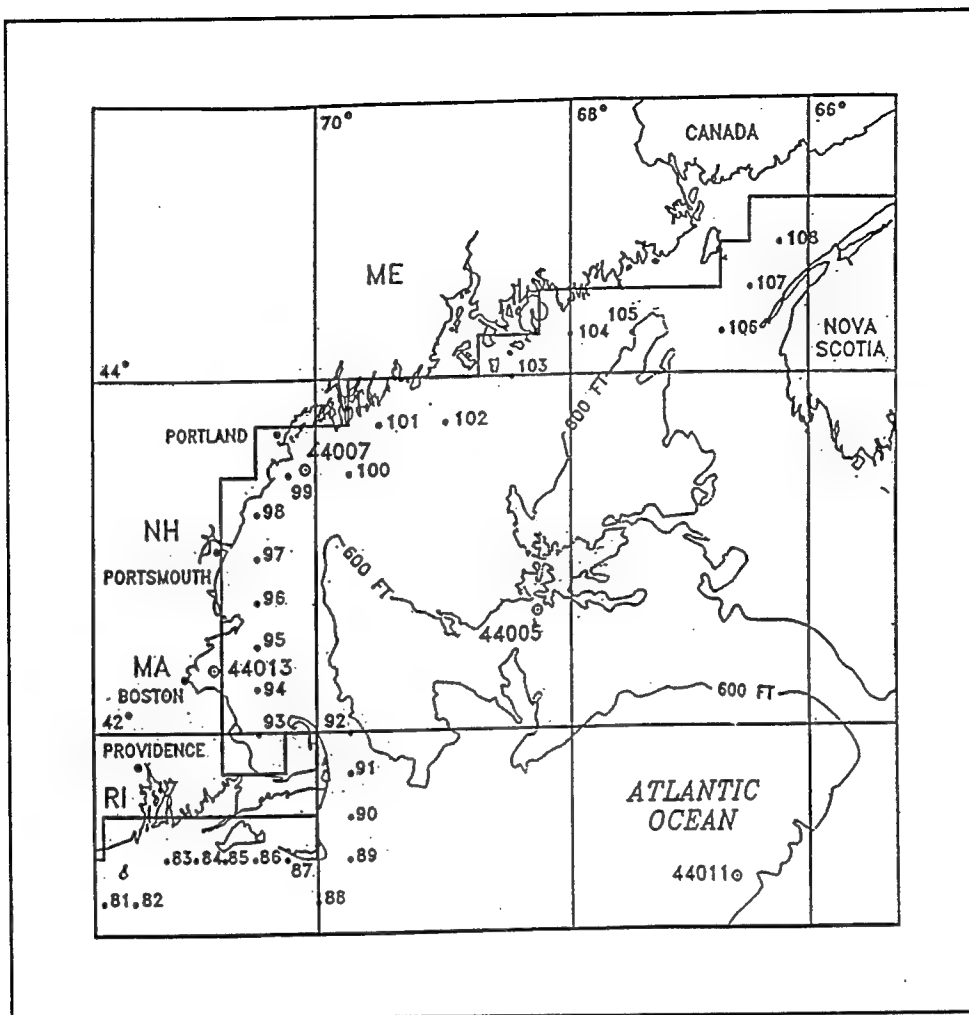 70°
68°
66°
CANADA
.108
ME
.107
105
104
.106
NOVA
SCOTIA
103
44°
.101
.102
PORTLAND
44007
.100
99
600 FT
.98
NH
.97
PORTSMOUTH
600 FT
.96
44005
.95
MA
44013
BOSTON
.94
600 FT
42°
93
92
PROVIDENCE
.91
RI
ATLANTIC
OCEAN
.90
.83.84.85.86
.87
.89
44011
.81.82
.88